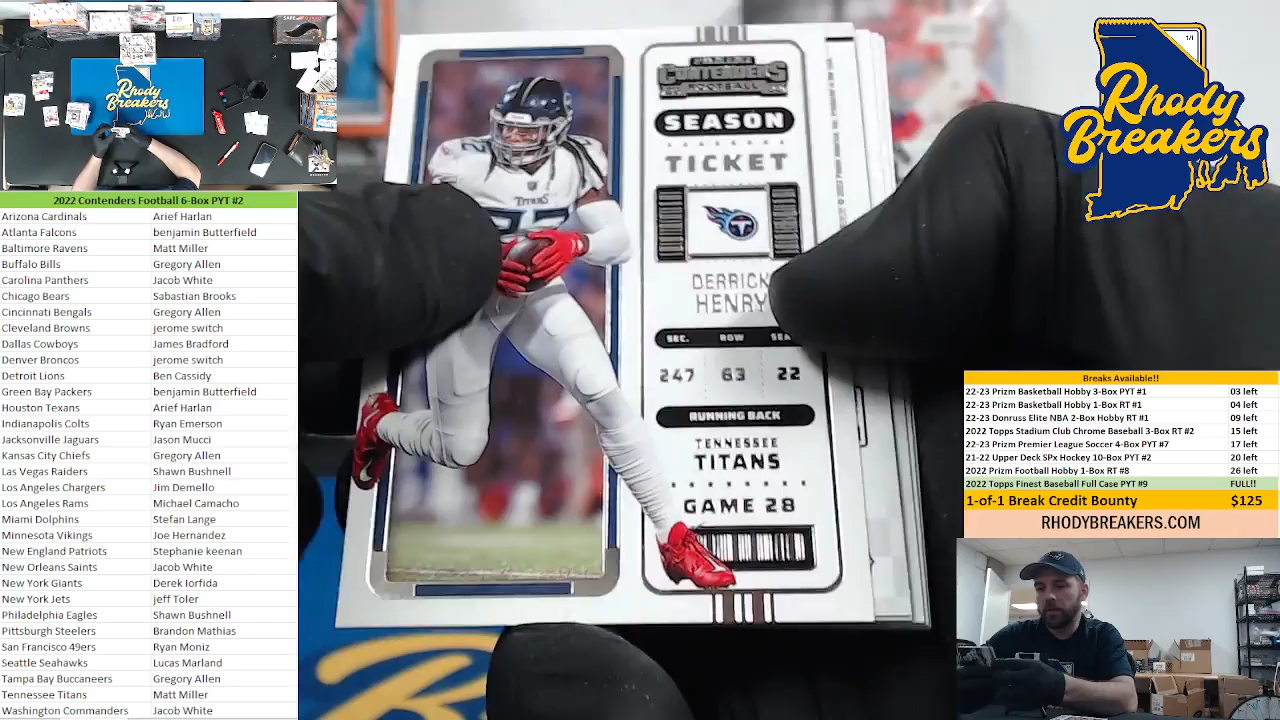 Rhody
Breakers
1/1
Rhody
Breakers
2022 Contenders Football 6-Box PYT #2
Arizona Cardinals Arief Harlan
Atlanta Falcons benjamin Butterfield
Baltimore Ravens Matt Miller
Buffalo Bills Gregory Allen
Carolina Panthers Jacob White
Chicago Bears Sabastian Brooks
Cincinnati Bengals Gregory Allen
Cleveland Browns jerome switch
Dallas Cowboys James Bradford
Denver Broncos jerome switch
Detroit Lions Ben Cassidy
Green Bay Packers benjamin Butterfield
Houston Texans Arief Harlan
Indianapolis Colts Ryan Emerson
Jacksonville Jaguars Jason Mucci
Kansas City Chiefs Gregory Allen
Las Vegas Raiders Shawn Bushnell
Los Angeles Chargers Jim Demello
Los Angeles Rams Michael Camacho
Miami Dolphins Stefan Lange
Minnesota Vikings Joe Hernandez
New England Patriots Stephanie keenan
New Orleans Saints Jacob White
New York Giants Derek Iorfida
New York Jets jeff Toler
Philadelphia Eagles Shawn Bushnell
Pittsburgh Steelers Brandon Mathias
San Francisco 49ers Ryan Moniz
Seattle Seahawks Lucas Marland
Tampa Bay Buccaneers Gregory Allen
Tennessee Titans Matt Miller
Washington Commanders Jacob White
TITANS
22
PANINI
CONTENDERS
FOOTBALL
SEASON
TICKET
T
DERRICK
HENRY
SEC. ROW SEA
247 63 22
RUNNING BACK
TENNESSEE
TITANS
GAME 28
Breaks Available!!
22-23 Prizm Basketball Hobby 3-Box PYT #1 03 left
22-23 Prizm Basketball Hobby 1-Box RT #1 04 left
22-23 Donruss Elite NBA 2-Box Hobby RT #1 09 left
2022 Topps Stadium Club Chrome Baseball 3-Box RT #2 15 left
22-23 Prizm Premier League Soccer 4-Box PYT #7 17 left
21-22 Upper Deck SPx Hockey 10-Box PYT #2 20 left
2022 Prizm Football Hobby 1-Box RT #8 26 left
2022 Topps Finest Baseball Full Case PYT #9 FULL!!
1-of-1 Break Credit Bounty $125
RHODYBREAKERS.COM